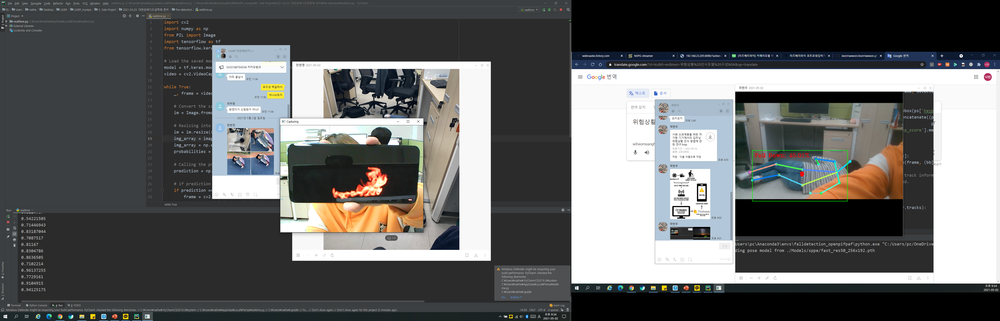 File Edit View Navigate Code Refactor Run Tools VCS Window Help realtime.py [C:₩Users₩nakhe₩AppData₩Local₩Temp₩realtime.py] - C:₩Users₩nakhe₩Desktop₩UGRP₩UGRP_myrepo₩3. Side Project₩2021.04.23. 대한임베디드공학회 준비₩fire-detection₩realtime.py - PyCharm
C: Users nakhe Desktop UGRP UGRP_myrepo 3. Side Project 2021.04.23. 대한임베디드공학회 준비 fire-detection realtime.py
realtime
Project
realtime.py
1: Project
realtime.py C:₩Users₩nakhe₩AppData₩Local₩Temp₩realtime.py
External Libraries
Scratches and Consoles
1 import cv2
2 import numpy as np
3 from PIL import Image
4 import tensorflow as tf
5 from tensorflow.kera
6
7 # Load the saved mod
8 model = tf.keras.mod
9 video = cv2.VideoCap
10
11 while True:
12 _, frame = video
13
14 # Convert the ca
15 im = Image.froma
16
17 # Resizing into
18 im = im.resize((
19 img_array = imag
20 img_array = np.e
21 probabilities =
22
23 # Calling the pr
24 prediction = np.
25
26 # if prediction
27 if prediction ==
28 frame = cv2.
while True
UGRP 파워레인저 (5)
3333188704536 카카오뱅크
이미 끝남ㅋ
오전 11:36
포즈넷 랙걸려서
하나놔듀자
오전 11:36
최두원
현영이가 신청한거 아냐?
오전 11:36
2021년 5월 2일 일요일
한현영
한현영 2021-05-02
1/4
Capturing
Run: realtime
0.54221505
0.71446943
0.83187044
0.7087517
0.81167
0.8304786
0.8636505
0.7102214
0.96137255
0.7729161
0.9104915
0.94125175
2: Favorites
7: Structure
Windows Defender might be impacting your
build performance. PyCharm checked the
following directories:
C:₩Users₩nakhe₩.PyCharmCE2019.3₩system
C:₩Users₩nakhe₩AppData₩Local₩Temp₩realti
me.py
C:₩Users₩nakhe₩.gradle
Fix... Actions
Terminal Python Console 4: Run 6: TODO
Event Log
Windows Defender might be impacting your build performance. PyCharm checked the following directories: // C:₩Users₩nakhe₩.PyCharmCE2019.3₩system // C:₩Users₩nakhe₩AppData₩Local₩Temp₩realtime.py // C:₩Users₩nakhe₩.gradle // Fix... // Don't show again // Don't show again for this project (3 minutes ago)
19:39 CRLF UTF-8 4 spaces
A
오후 9:34
2021-05-02
webnautes.tistory.com
MJPG-streamer
192.168.23.205:8090/?action=
[라즈베리파이] 카메라모듈 이
라즈베리파이 포트포워딩하기
JeonHaewon/JeonHaewon.git
Google 번역
translate.google.com/?sl=ko&tl=en&text=위험상황%20인식모델%20구성%0A&op=translate
Google 번역
낙헌
텍스트
문서
언어 감지
위험상황
wiheomsangh
곽현우
오키오키
오후 2:40
곽현우
사회 소외계층을 위한 저
가형 기기에서의 딥러닝
위험상황 인식 방법에 관
한 연구.hwp
유효기간: ~2021.05.16
용량: 228.50KB
저장 · 다른 이름으로 저장
오후 6:55
곽현우
Raspberry Pi
CV Models
Firebase
오후 9:02
곽현우
오후 9:31
전송
곽현우 2021-05-02
Fall Down: 46.01%
bbox(ps['keyp
oncatenate((p
p_score'].me
]:
e(frame, (bb[
보내기
track inform
ed.
r.tracks):
Users\pc\Anaconda3\envs\falldetection_openpifpaf\python.exe "C:/Users/pc/OneDrive
ding pose model from ./Models/sppe/fast_res50_256x192.pth
오후 9:34
2021-05-02